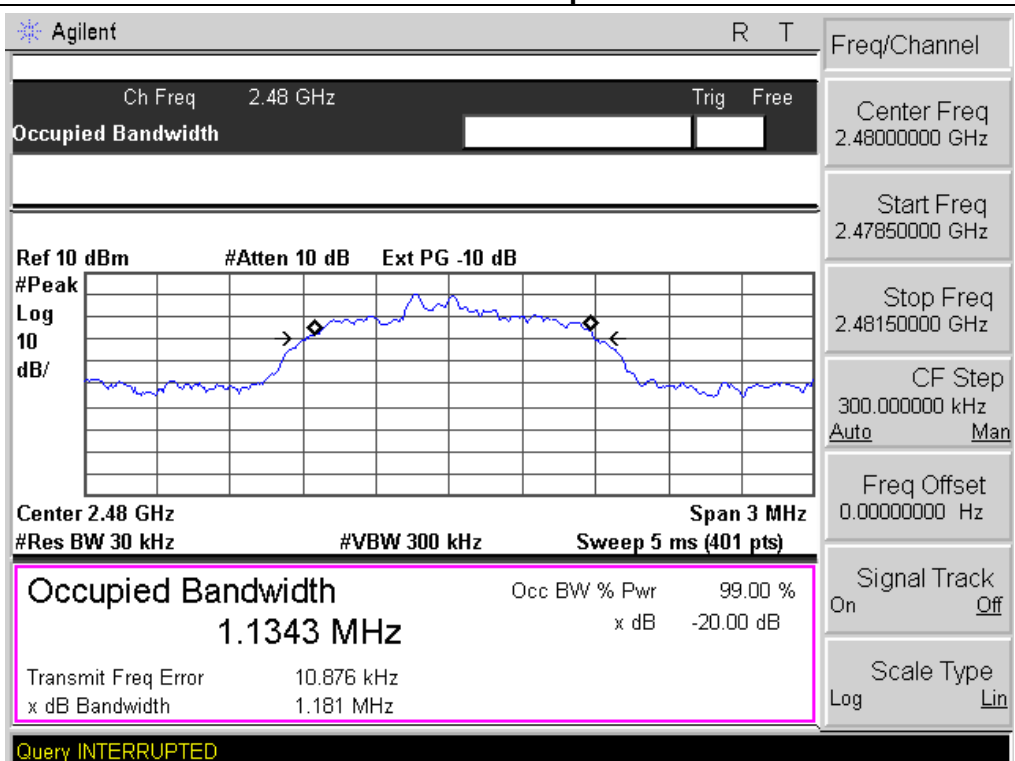 Agilent R T
Ch Freq 2.48 GHz Trig Free
Occupied Bandwidth
Ref 10 dBm #Atten 10 dB Ext PG -10 dB
#Peak
Log
10
dB/
Center 2.48 GHz Span 3 MHz
#Res BW 30 kHz #VBW 300 kHz Sweep 5 ms (401 pts)
Occupied Bandwidth Occ BW % Pwr 99.00 %
1.1343 MHz x dB -20.00 dB
Transmit Freq Error 10.876 kHz
x dB Bandwidth 1.181 MHz
Query INTERRUPTED
Freq/Channel
Center Freq
2.48000000 GHz
Start Freq
2.47850000 GHz
Stop Freq
2.48150000 GHz
CF Step
300.000000 kHz
Auto Man
Freq Offset
0.00000000 Hz
Signal Track
On Off
Scale Type
Log Lin